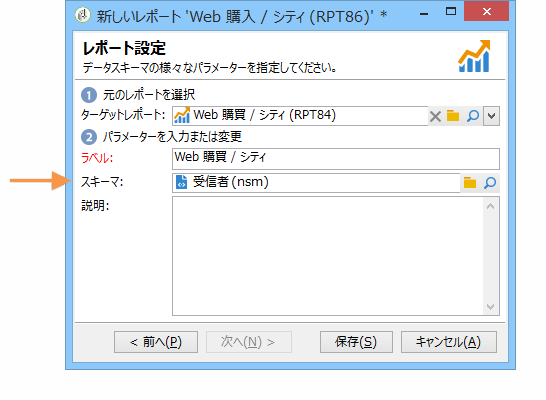 新しいレポート 'Web 購入 / シティ (RPT86)' *
レポート設定
データスキーマの様々なパラメーターを指定してください。
1 元のレポートを選択
ターゲットレポート: Web 購買 / シティ (RPT84)
2 パラメーターを入力または変更
ラベル: Web 購買 / シティ
スキーマ: 受信者 (nsm)
説明:
< 前へ(P) 次へ(N) > 保存(S) キャンセル(A)